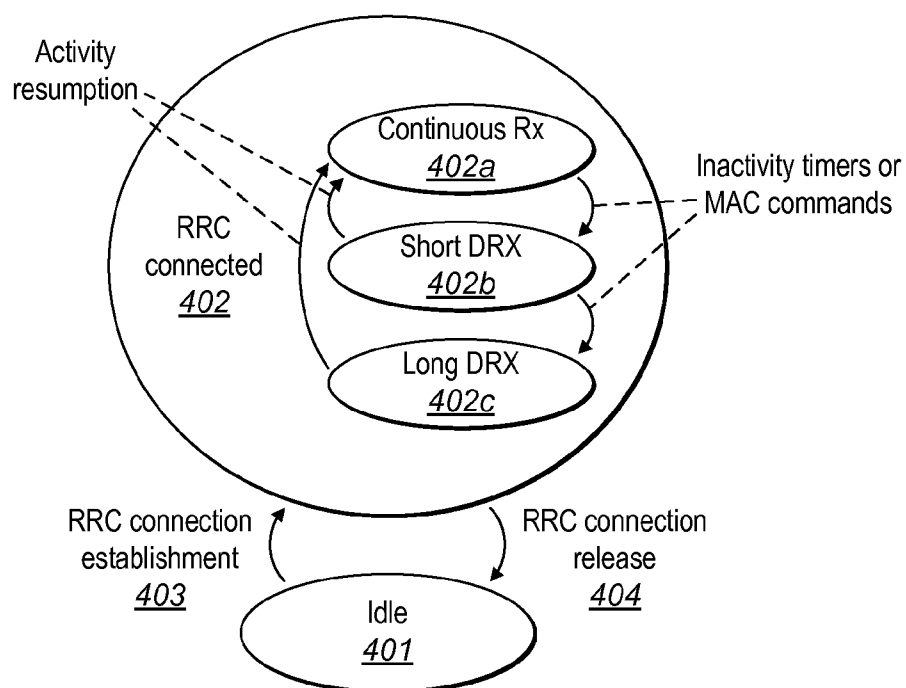 Activity
resumption
Continuous Rx
402a
Inactivity timers or
MAC commands
RRC
connected
402
Short DRX
402b
Long DRX
402c
RRC connection
establishment
403
RRC connection
release
404
Idle
401